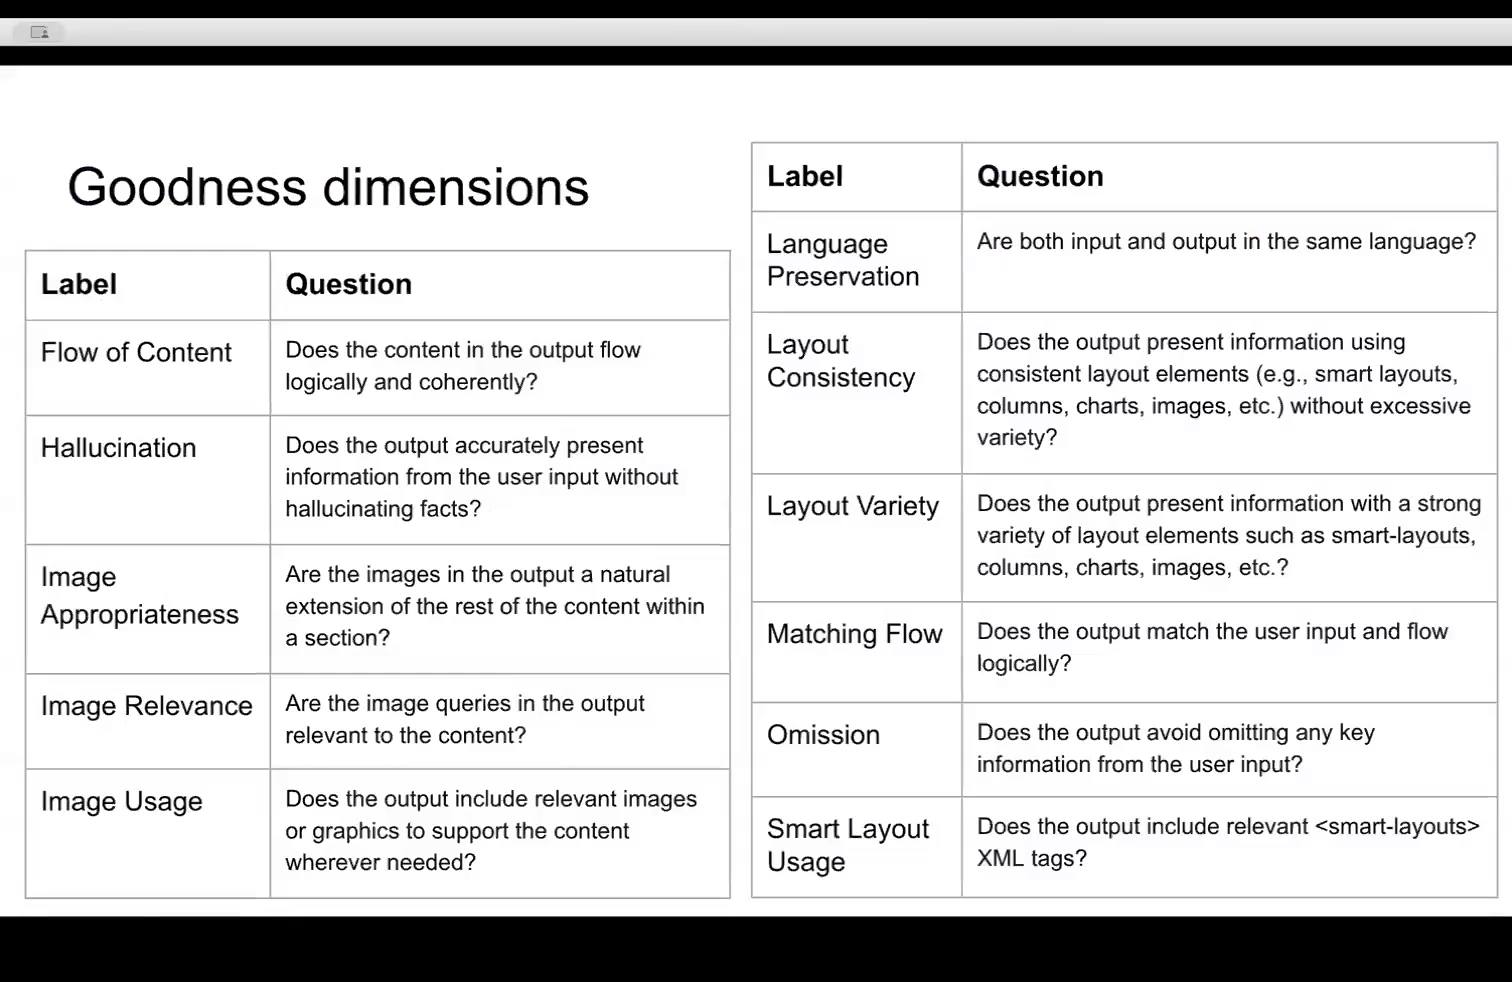 Goodness dimensions
Label Question
Flow of Content Does the content in the output flow
logically and coherently?
Hallucination Does the output accurately present
information from the user input without
hallucinating facts?
Image Are the images in the output a natural
Appropriateness extension of the rest of the content within
a section?
Image Relevance Are the image queries in the output
relevant to the content?
Image Usage Does the output include relevant images
or graphics to support the content
wherever needed?
Label Question
Language Are both input and output in the same language?
Preservation
Layout Does the output present information using
Consistency consistent layout elements (e.g., smart layouts,
columns, charts, images, etc.) without excessive
variety?
Layout Variety Does the output present information with a strong
variety of layout elements such as smart-layouts,
columns, charts, images, etc.?
Matching Flow Does the output match the user input and flow
logically?
Omission Does the output avoid omitting any key
information from the user input?
Smart Layout Does the output include relevant <smart-layouts>
Usage XML tags?